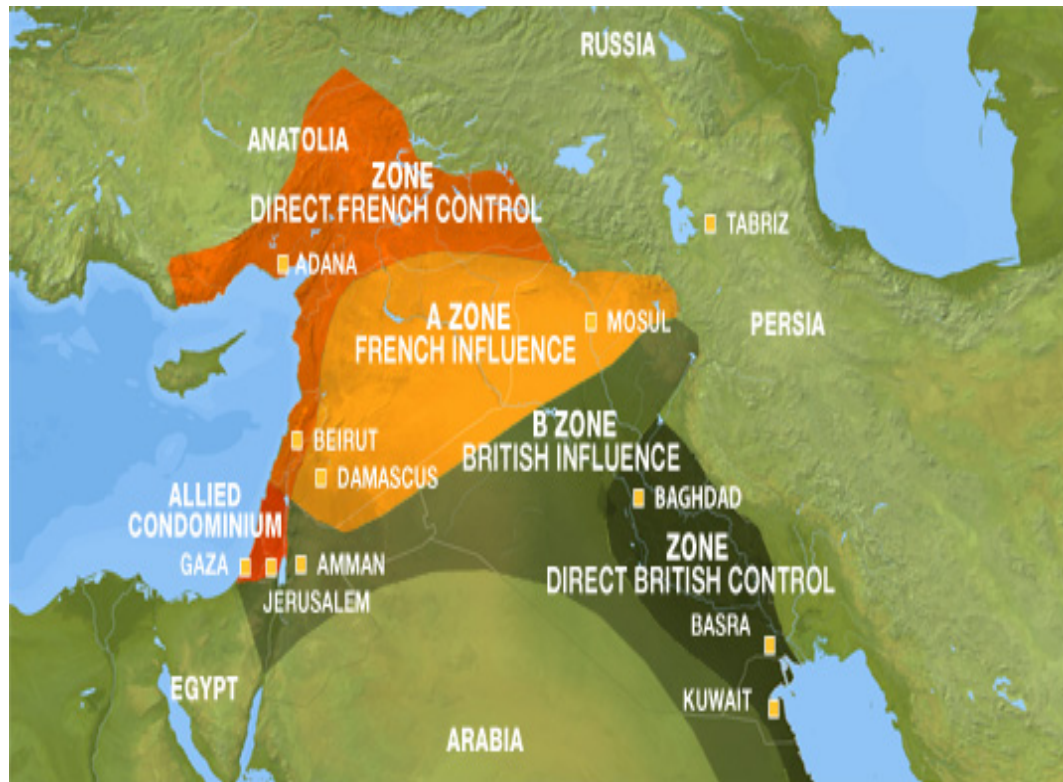 RUSSIA
ANATOLIA
ZONE
DIRECT FRENCH CONTROL
TABRIZ
ADANA
A ZONE
FRENCH INFLUENCE
MOSUL
PERSIA
B ZONE
BRITISH INFLUENCE
BEIRUT
DAMASCUS
BAGHDAD
ALLIED
CONDOMINIUM
ZONE
DIRECT BRITISH CONTROL
GAZA
AMMAN
JERUSALEM
BASRA
EGYPT
KUWAIT
ARABIA